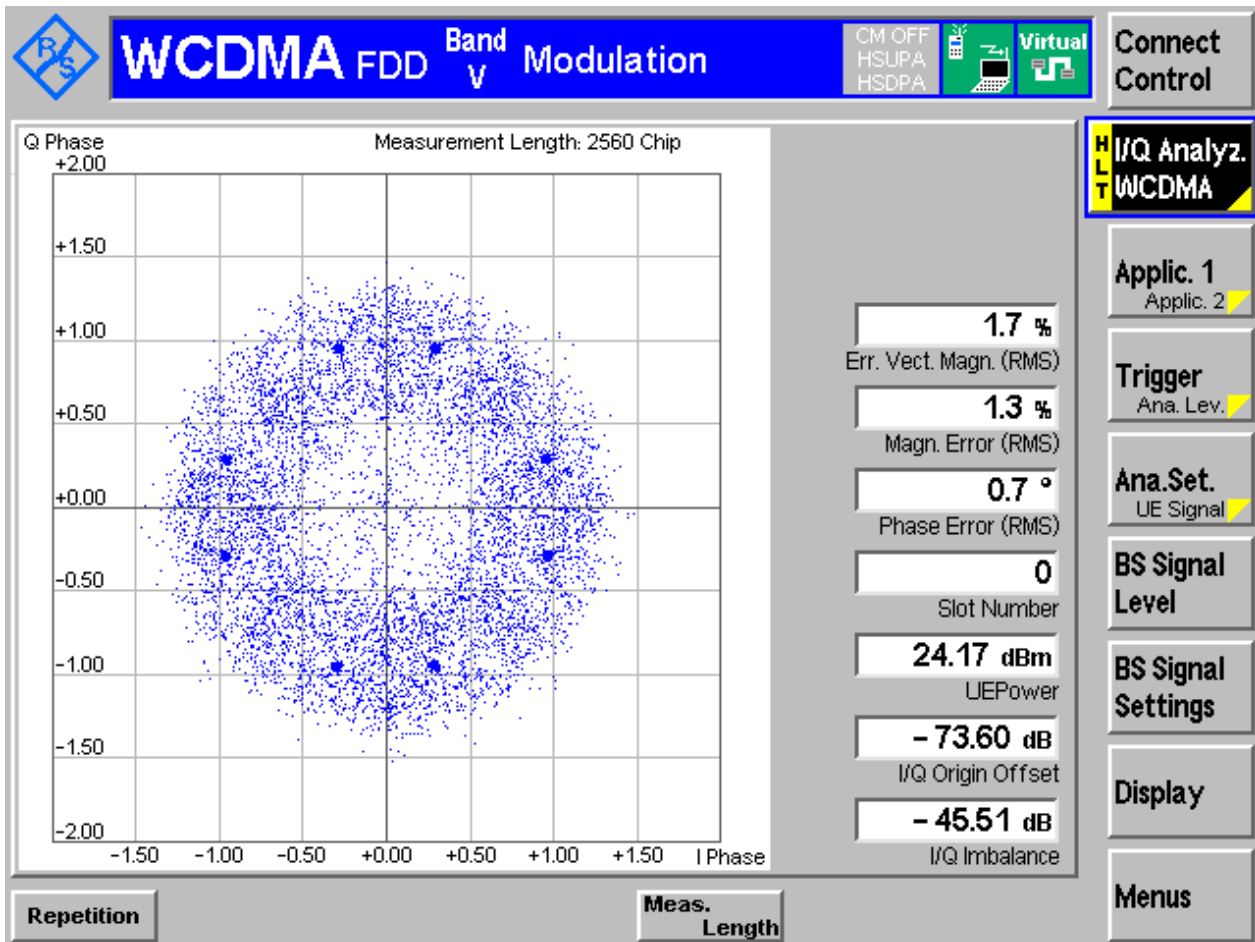 R S
WCDMA FDD Band V Modulation
CM OFF
HSUPA
HSDPA
Virtual
Connect Control
Q Phase
Measurement Length: 2560 Chip
+2.00
+1.50
+1.00
+0.50
+0.00
−0.50
−1.00
−1.50
−2.00
−1.50 −1.00 −0.50 +0.00 +0.50 +1.00 +1.50 I Phase
1.7 %
Err. Vect. Magn. (RMS)
1.3 %
Magn. Error (RMS)
0.7 °
Phase Error (RMS)
0
Slot Number
24.17 dBm
UEPower
− 73.60 dB
I/Q Origin Offset
− 45.51 dB
I/Q Imbalance
HLT
I/Q Analyz.
WCDMA
Applic. 1
Applic. 2
Trigger
Ana. Lev.
Ana.Set.
UE Signal
BS Signal
Level
BS Signal
Settings
Display
Menus
Repetition
Meas.
Length